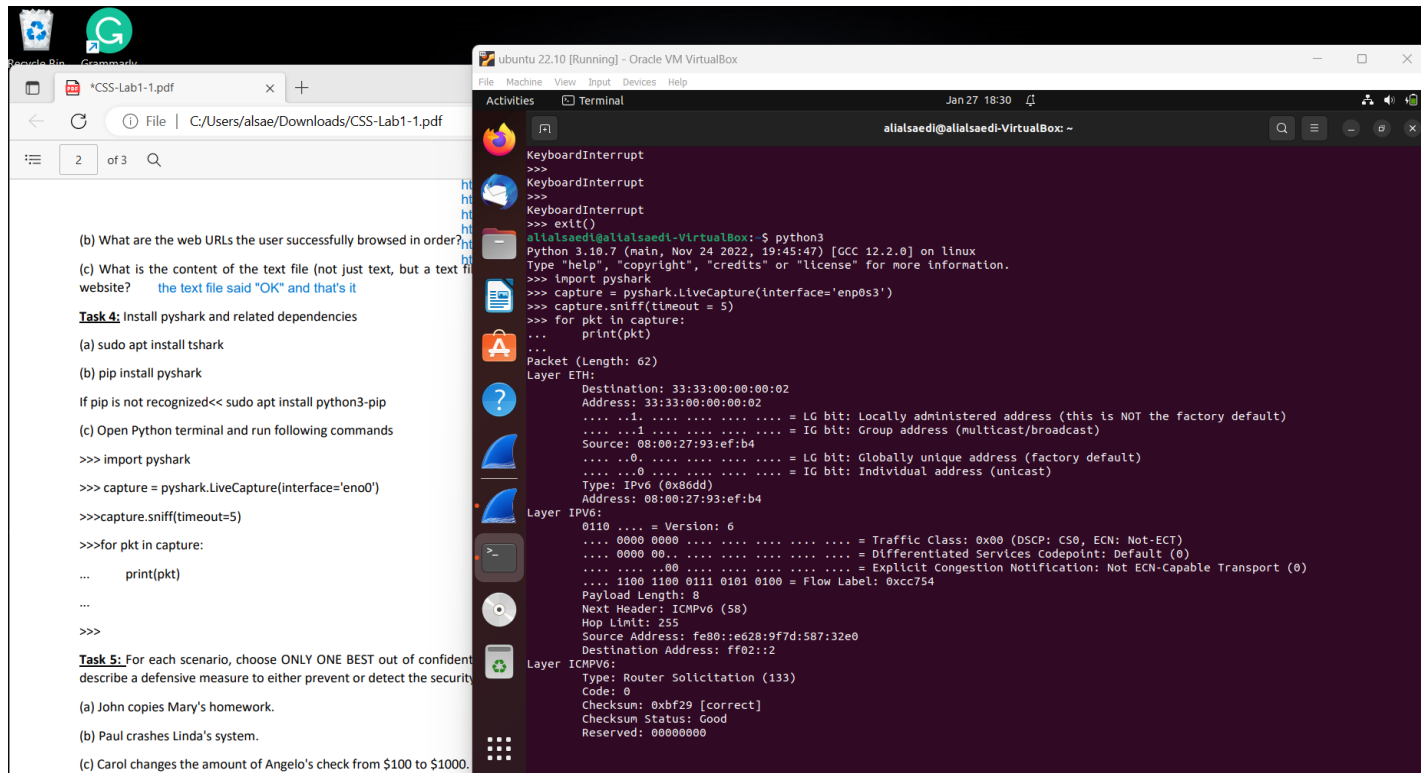 Recycle Bin
Grammarly
*CSS-Lab1-1.pdf
File | C:/Users/alsae/Downloads/CSS-Lab1-1.pdf
2 of 3
(b) What are the web URLs the user successfully browsed in order?
(c) What is the content of the text file (not just text, but a text
website? the text file said "OK" and that's it
Task 4: Install pyshark and related dependencies
(a) sudo apt install tshark
(b) pip install pyshark
If pip is not recognized<< sudo apt install python3-pip
(c) Open Python terminal and run following commands
>>> import pyshark
>>> capture = pyshark.LiveCapture(interface='eno0')
>>>capture.sniff(timeout=5)
>>>for pkt in capture:
... print(pkt)
...
>>>
Task 5: For each scenario, choose ONLY ONE BEST out of confident
describe a defensive measure to either prevent or detect the security
(a) John copies Mary's homework.
(b) Paul crashes Linda's system.
(c) Carol changes the amount of Angelo's check from $100 to $1000.
ubuntu 22.10 [Running] - Oracle VM VirtualBox
File Machine View Input Devices Help
Activities Terminal Jan 27 18:30
alialsaedi@alialsaedi-VirtualBox: ~
KeyboardInterrupt
>>>
KeyboardInterrupt
>>>
KeyboardInterrupt
>>> exit()
alialsaedi@alialsaedi-VirtualBox:~$ python3
Python 3.10.7 (main, Nov 24 2022, 19:45:47) [GCC 12.2.0] on linux
Type "help", "copyright", "credits" or "license" for more information.
>>> import pyshark
>>> capture = pyshark.LiveCapture(interface='enp0s3')
>>> capture.sniff(timeout = 5)
>>> for pkt in capture:
... print(pkt)
...
Packet (Length: 62)
Layer ETH:
Destination: 33:33:00:00:00:02
Address: 33:33:00:00:00:02
.... ..1. .... .... .... .... = LG bit: Locally administered address (this is NOT the factory default)
.... ...1 .... .... .... .... = IG bit: Group address (multicast/broadcast)
Source: 08:00:27:93:ef:b4
.... ..0. .... .... .... .... = LG bit: Globally unique address (factory default)
.... ...0 .... .... .... .... = IG bit: Individual address (unicast)
Type: IPv6 (0x86dd)
Address: 08:00:27:93:ef:b4
Layer IPV6:
0110 .... = Version: 6
.... 0000 0000 .... .... .... .... .... = Traffic Class: 0x00 (DSCP: CS0, ECN: Not-ECT)
.... 0000 00.. .... .... .... .... .... = Differentiated Services Codepoint: Default (0)
.... .... ..00 .... .... .... .... .... = Explicit Congestion Notification: Not ECN-Capable Transport (0)
.... 1100 1100 0111 0101 0100 = Flow Label: 0xcc754
Payload Length: 8
Next Header: ICMPv6 (58)
Hop Limit: 255
Source Address: fe80::e628:9f7d:587:32e0
Destination Address: ff02::2
Layer ICMPV6:
Type: Router Solicitation (133)
Code: 0
Checksum: 0xbf29 [correct]
Checksum Status: Good
Reserved: 00000000